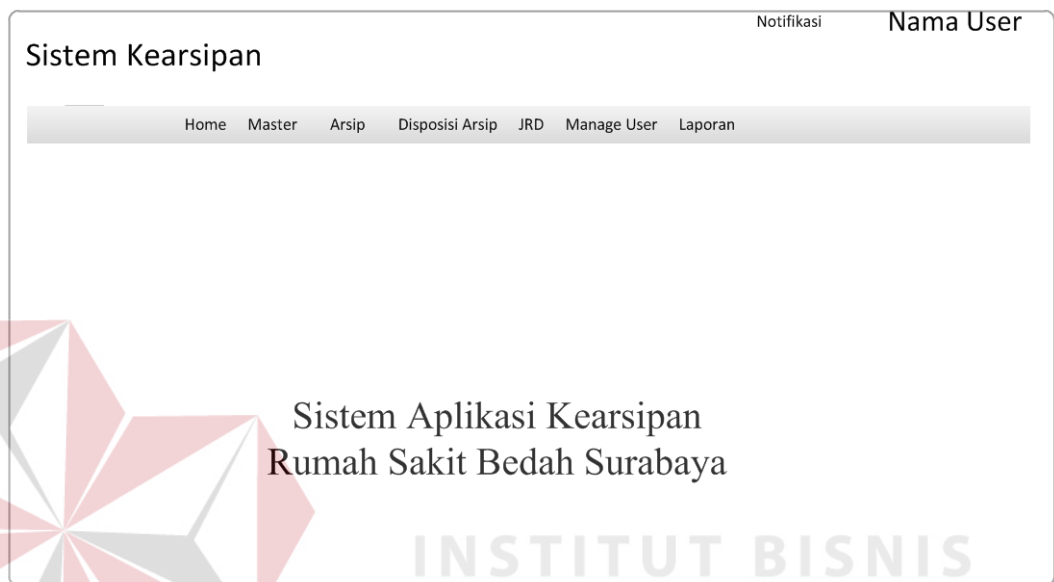 Notifikasi Nama User
Sistem Kearsipan
Home Master Arsip Disposisi Arsip JRD Manage User Laporan
Sistem Aplikasi Kearsipan
Rumah Sakit Bedah Surabaya
INSTITUT BISNIS